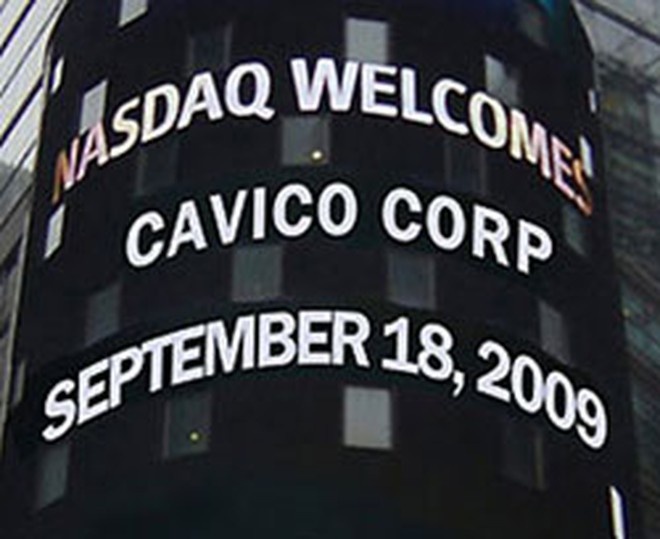 NASDAQ WELCOMES
CAVICO CORP
SEPTEMBER 18, 2009